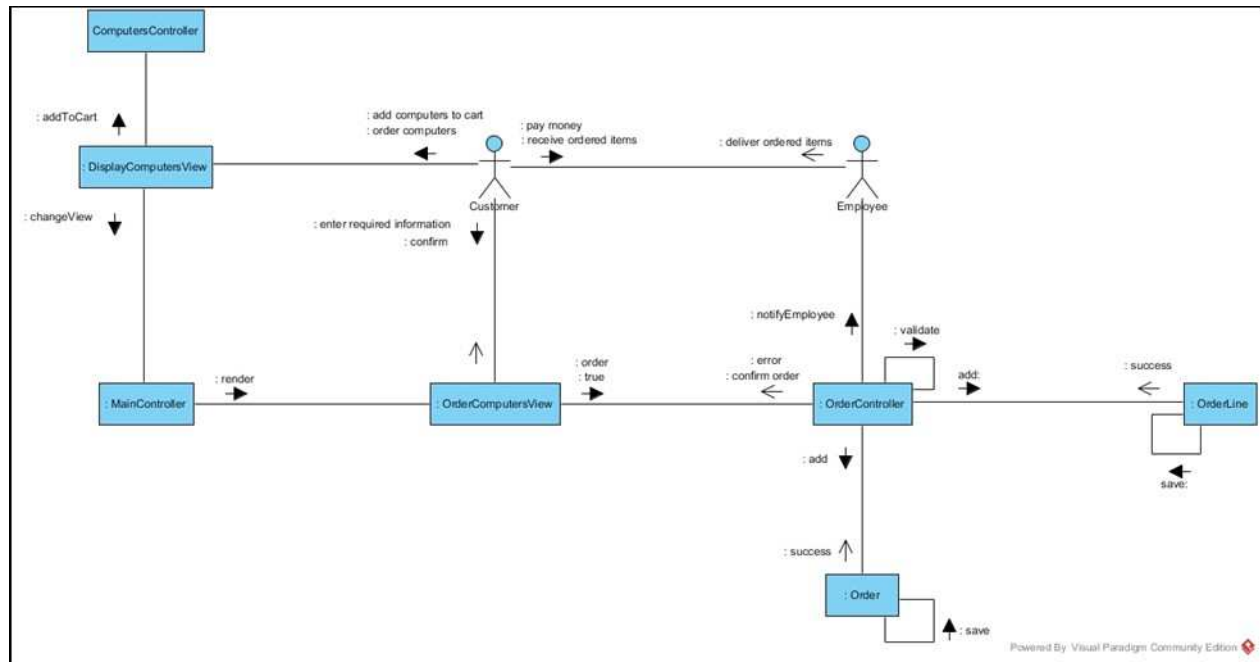 ComputersController
: addToCart
: add computers to cart
: order computers
: pay money
: receive ordered items
: deliver ordered items
: DisplayComputersView
Customer
Employee
: changeView
: enter required information
: confirm
: notifyEmployee
: validate
: render
: order
: true
: error
: confirm order
add:
: success
: MainController
: OrderComputersView
: OrderController
: OrderLine
: add
save:
: success
: Order
: save
Powered By Visual Paradigm Community Edition